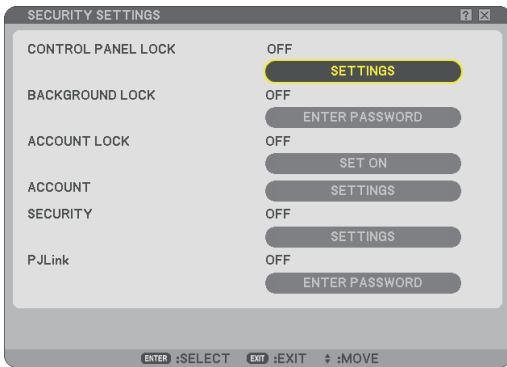 SECURITY SETTINGS ? X
CONTROL PANEL LOCK OFF
SETTINGS
BACKGROUND LOCK OFF
ENTER PASSWORD
ACCOUNT LOCK OFF
SET ON
ACCOUNT SETTINGS
SECURITY OFF
SETTINGS
PJLink OFF
ENTER PASSWORD
ENTER :SELECT EXIT :EXIT :MOVE